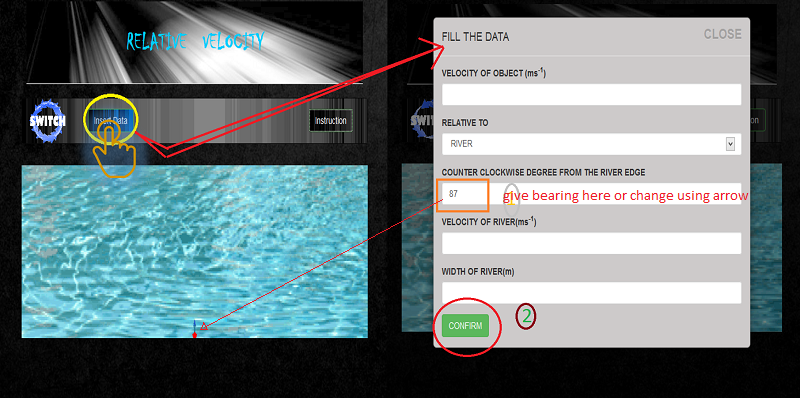 RELATIVE VELOCITY
SWITCH
Insert Data
Instruction
FILL THE DATA
CLOSE
VELOCITY OF OBJECT (ms-1)
RELATIVE TO
RIVER
COUNTER CLOCKWISE DEGREE FROM THE RIVER EDGE
87
1
give bearing here or change using arrow
VELOCITY OF RIVER(ms-1)
WIDTH OF RIVER(m)
CONFIRM
2